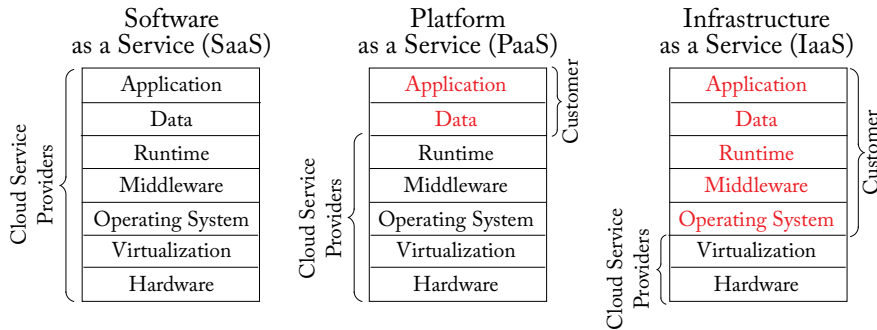 Software
as a Service (SaaS)
Cloud Service
Providers
Application
Data
Runtime
Middleware
Operating System
Virtualization
Hardware
Platform
as a Service (PaaS)
Cloud Service
Providers
Application
Data
Runtime
Middleware
Operating System
Virtualization
Hardware
Customer
Infrastructure
as a Service (IaaS)
Cloud Service
Providers
Application
Data
Runtime
Middleware
Operating System
Virtualization
Hardware
Customer